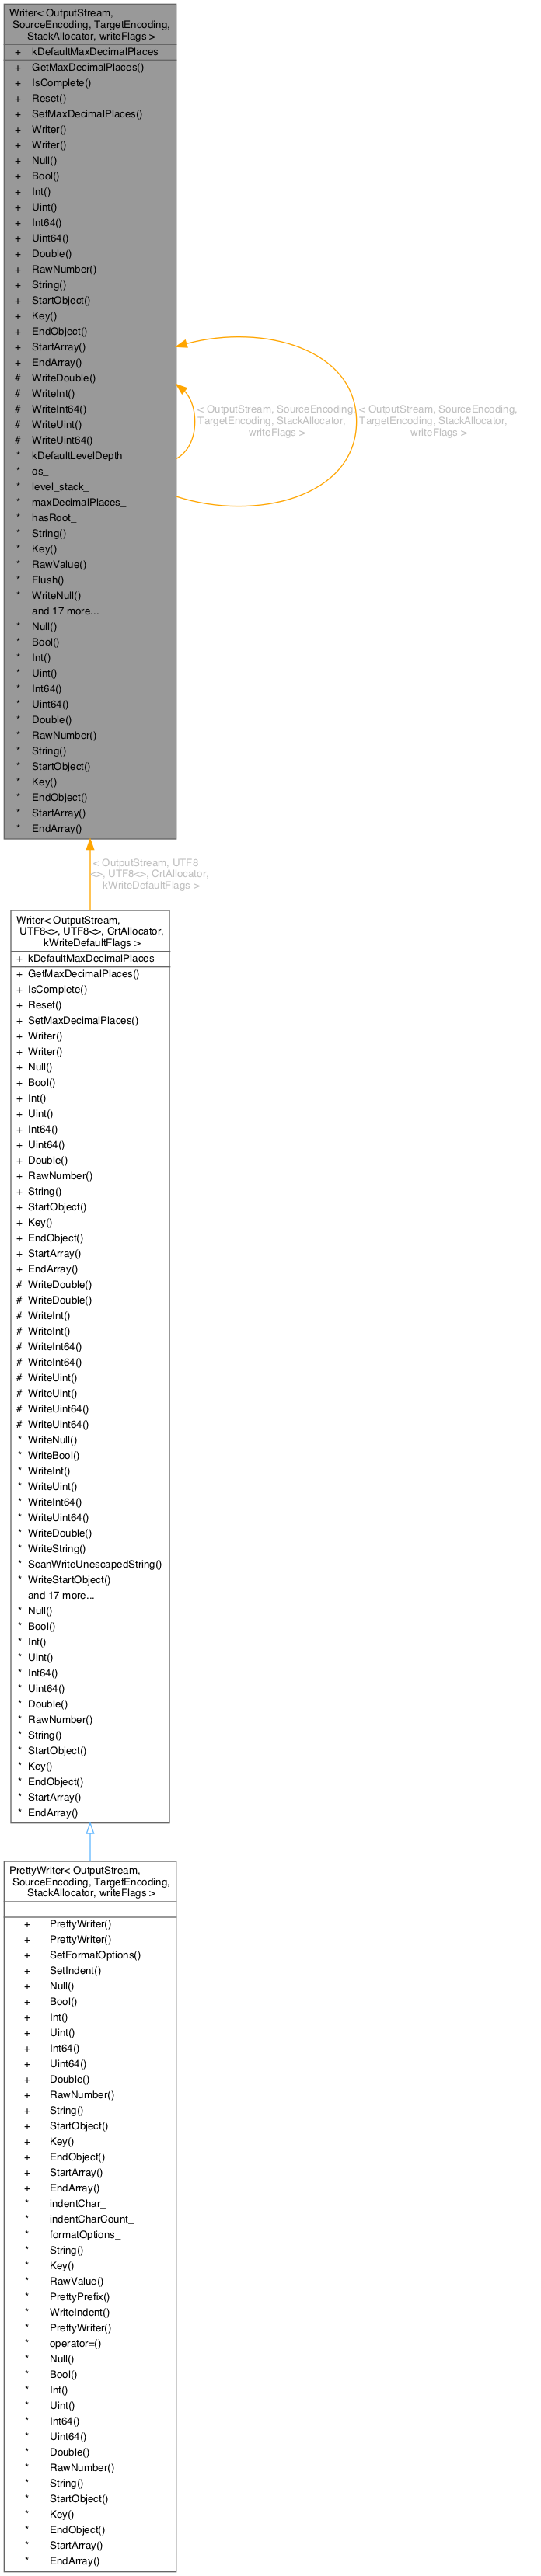 Writer< OutputStream,
SourceEncoding, TargetEncoding,
StackAllocator, writeFlags >
+ kDefaultMaxDecimalPlaces
+ GetMaxDecimalPlaces()
+ IsComplete()
+ Reset()
+ SetMaxDecimalPlaces()
+ Writer()
+ Writer()
+ Null()
+ Bool()
+ Int()
+ Uint()
+ Int64()
+ Uint64()
+ Double()
+ RawNumber()
+ String()
+ StartObject()
+ Key()
+ EndObject()
+ StartArray()
+ EndArray()
# WriteDouble()
# WriteInt()
# WriteInt64()
# WriteUint()
# WriteUint64()
* kDefaultLevelDepth
* os_
* level_stack_
* maxDecimalPlaces_
* hasRoot_
* String()
* Key()
* RawValue()
* Flush()
* WriteNull()
and 17 more...
* Null()
* Bool()
* Int()
* Uint()
* Int64()
* Uint64()
* Double()
* RawNumber()
* String()
* StartObject()
* Key()
* EndObject()
* StartArray()
* EndArray()
< OutputStream, SourceEncoding,
TargetEncoding, StackAllocator,
writeFlags >
< OutputStream, SourceEncoding,
TargetEncoding, StackAllocator,
writeFlags >
< OutputStream, UTF8
<>, UTF8<>, CrtAllocator,
kWriteDefaultFlags >
Writer< OutputStream,
UTF8<>, UTF8<>, CrtAllocator,
kWriteDefaultFlags >
+ kDefaultMaxDecimalPlaces
+ GetMaxDecimalPlaces()
+ IsComplete()
+ Reset()
+ SetMaxDecimalPlaces()
+ Writer()
+ Writer()
+ Null()
+ Bool()
+ Int()
+ Uint()
+ Int64()
+ Uint64()
+ Double()
+ RawNumber()
+ String()
+ StartObject()
+ Key()
+ EndObject()
+ StartArray()
+ EndArray()
# WriteDouble()
# WriteDouble()
# WriteInt()
# WriteInt()
# WriteInt64()
# WriteInt64()
# WriteUint()
# WriteUint()
# WriteUint64()
# WriteUint64()
* WriteNull()
* WriteBool()
* WriteInt()
* WriteUint()
* WriteInt64()
* WriteUint64()
* WriteDouble()
* WriteString()
* ScanWriteUnescapedString()
* WriteStartObject()
and 17 more...
* Null()
* Bool()
* Int()
* Uint()
* Int64()
* Uint64()
* Double()
* RawNumber()
* String()
* StartObject()
* Key()
* EndObject()
* StartArray()
* EndArray()
PrettyWriter< OutputStream,
SourceEncoding, TargetEncoding,
StackAllocator, writeFlags >
+ PrettyWriter()
+ PrettyWriter()
+ SetFormatOptions()
+ SetIndent()
+ Null()
+ Bool()
+ Int()
+ Uint()
+ Int64()
+ Uint64()
+ Double()
+ RawNumber()
+ String()
+ StartObject()
+ Key()
+ EndObject()
+ StartArray()
+ EndArray()
* indentChar_
* indentCharCount_
* formatOptions_
* String()
* Key()
* RawValue()
* PrettyPrefix()
* WriteIndent()
* PrettyWriter()
* operator=()
* Null()
* Bool()
* Int()
* Uint()
* Int64()
* Uint64()
* Double()
* RawNumber()
* String()
* StartObject()
* Key()
* EndObject()
* StartArray()
* EndArray()